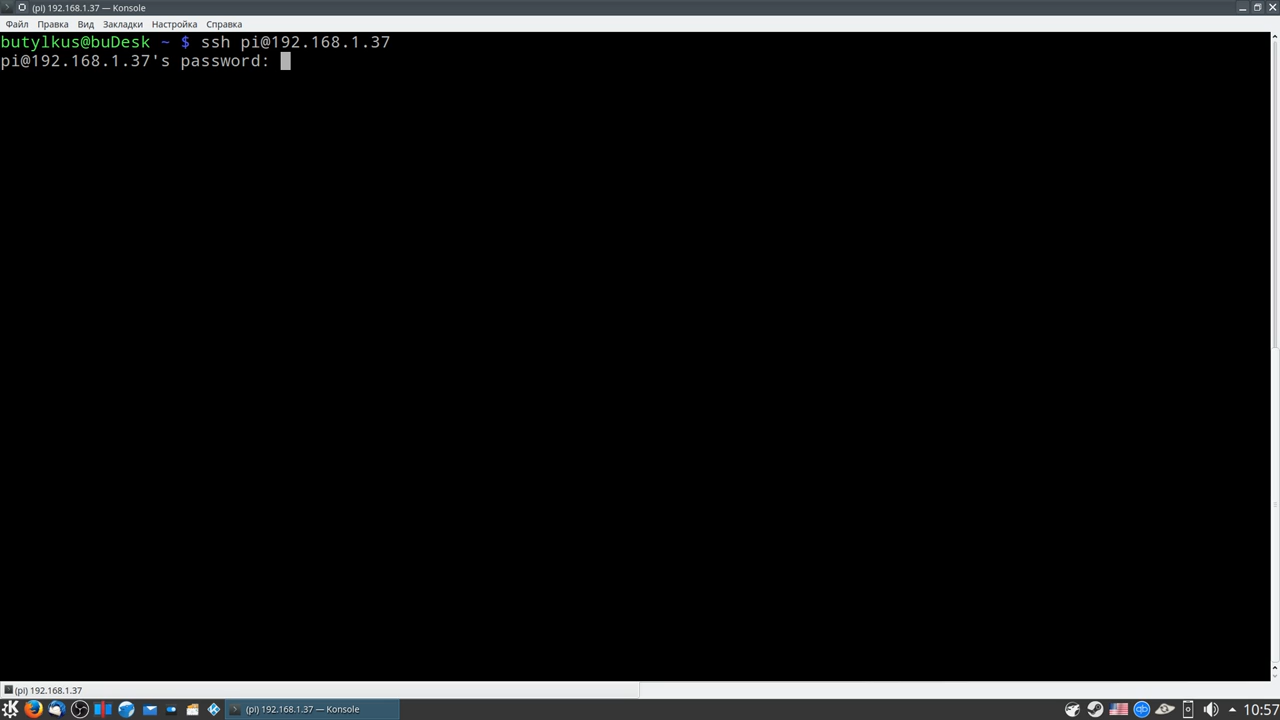 (pi) 192.168.1.37 — Konsole
Файл Правка Вид Закладки Настройка Справка
butylkus@buDesk ~ $ ssh pi@192.168.1.37
pi@192.168.1.37's password:
(pi) 192.168.1.37
(pi) 192.168.1.37 — Konsole
10:57